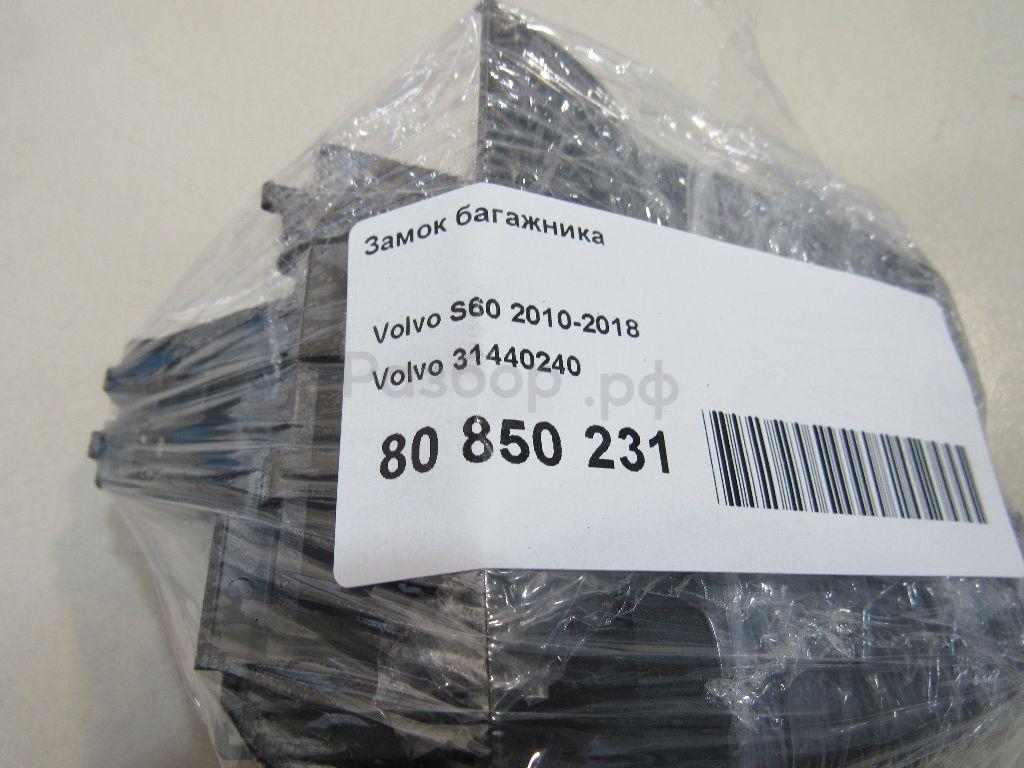 Замок багажника
Volvo S60 2010-2018
Volvo 31440240
Разбор.рф
80 850 231